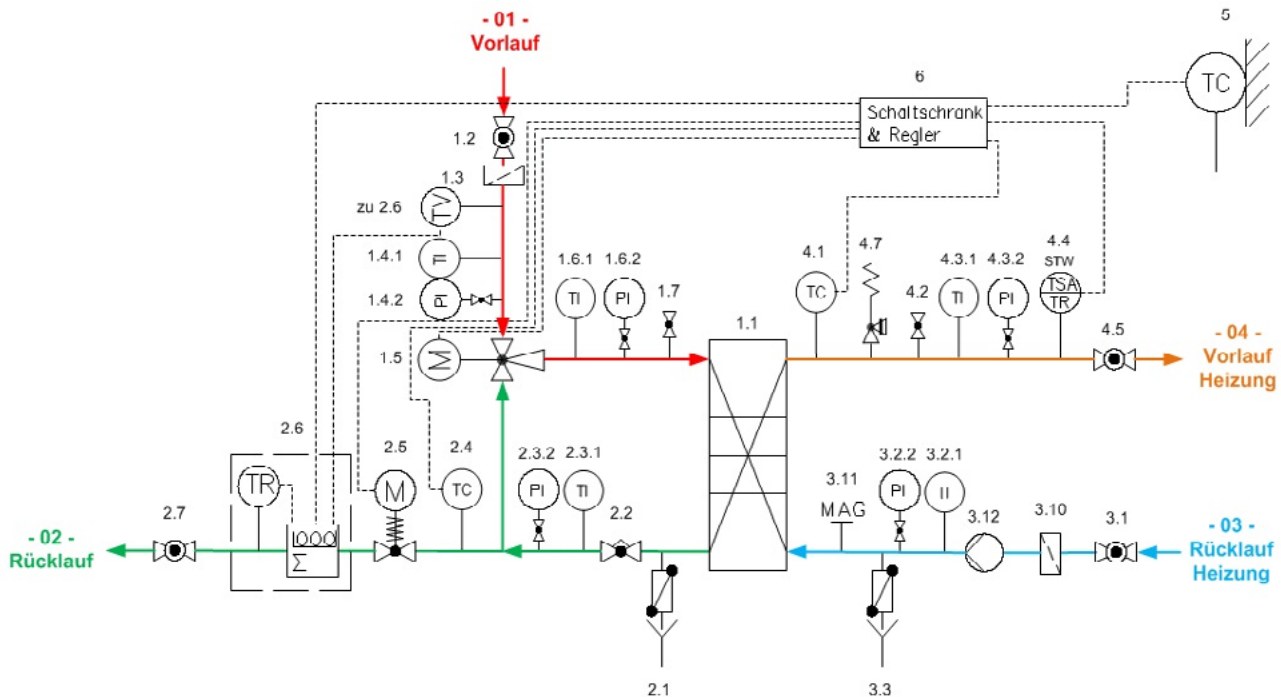 - 01 -
Vorlauf
5
TC
6
Schaltschrank
& Regler
1.2
1.3
zu 2.6
TV
1.4.1
TI
1.4.2
PI
1.5
M
1.6.1
1.6.2
1.7
TI
PI
1.1
4.1
4.7
4.2
4.3.1
4.3.2
4.4
STW
TC
TI
PI
TSA
TR
4.5
- 04 -
Vorlauf
Heizung
2.6
2.5
2.4
2.3.2
2.3.1
2.2
TR
M
TC
PI
TI
Σ
2.7
- 02 -
Rücklauf
3.11
MAG
3.2.2
3.2.1
PI
II
3.12
3.10
3.1
- 03 -
Rücklauf
Heizung
2.1
3.3